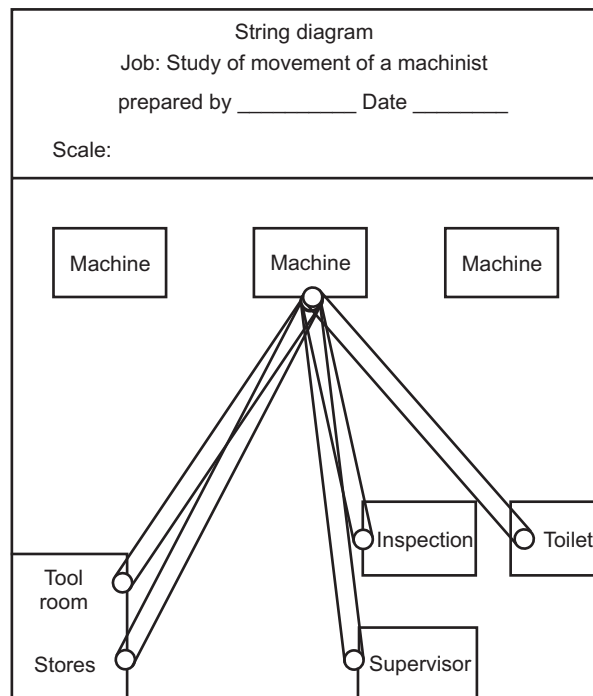 String diagram
Job: Study of movement of a machinist
prepared by __________ Date ________
Scale:
Machine
Machine
Machine
Inspection
Toilet
Tool
room
Stores
Supervisor